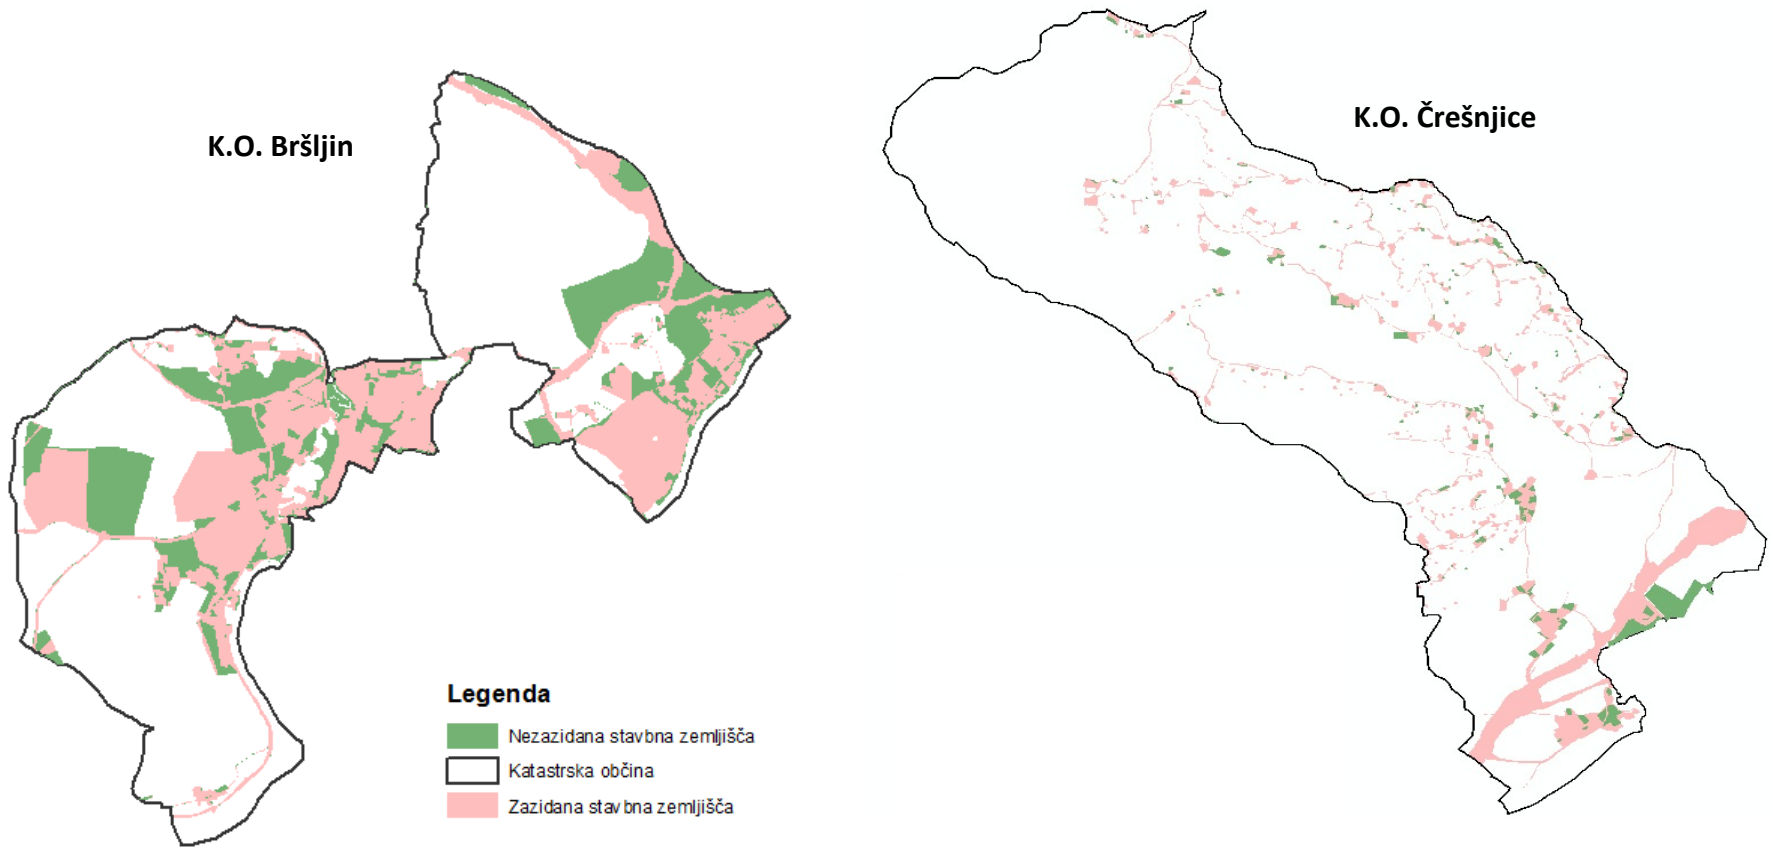 K.O. Bršljin
K.O. Črešnjice
Legenda
Nezazidana stavbna zemljišča
Katastrska občina
Zazidana stavbna zemljišča